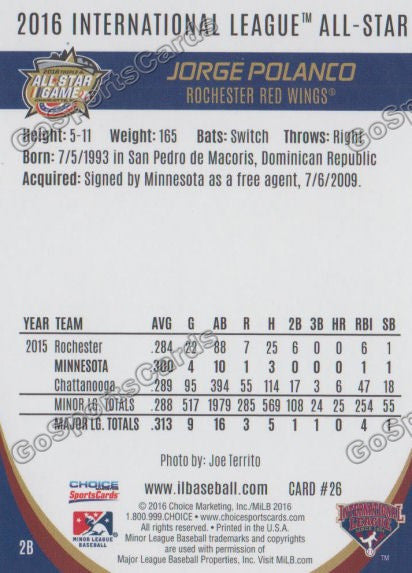 2016 INTERNATIONAL LEAGUE™ ALL-STAR
2016 TRIPLE-A
ALL★STAR
GAME
CHARLOTTE, NC
JORGE POLANCO
ROCHESTER RED WINGS®
Height: 5-11 Weight: 165 Bats: Switch Throws: Right
Born: 7/5/1993 in San Pedro de Macoris, Dominican Republic
Acquired: Signed by Minnesota as a free agent, 7/6/2009.
YEAR TEAM AVG G AB R H 2B 3B HR RBI SB
2015 Rochester .284 22 88 7 25 6 0 0 6 1
MINNESOTA .300 4 10 1 3 0 0 0 1 1
Chattanooga .289 95 394 55 114 17 3 6 47 18
MINOR LG. TOTALS .288 517 1979 285 569 108 24 25 254 55
MAJOR LG. TOTALS .313 9 16 3 5 1 1 0 4 1
Photo by: Joe Territo
CHOICE
SportsCards
www.ilbaseball.com CARD #26
© 2016 Choice Marketing, Inc/MiLB 2016
1.800.999.CHOICE • www.choicesportscards.com
All rights reserved. • Printed in the U.S.A.
Minor League Baseball trademarks and copyrights
are used with permission of
Major League Baseball Properties, Inc. Visit MiLB.com
MINOR LEAGUE
BASEBALL
INTERNATIONAL
LEAGUE
2B
GoSportsCards
GoSportsCards
GoSportsCards
GoSportsCards